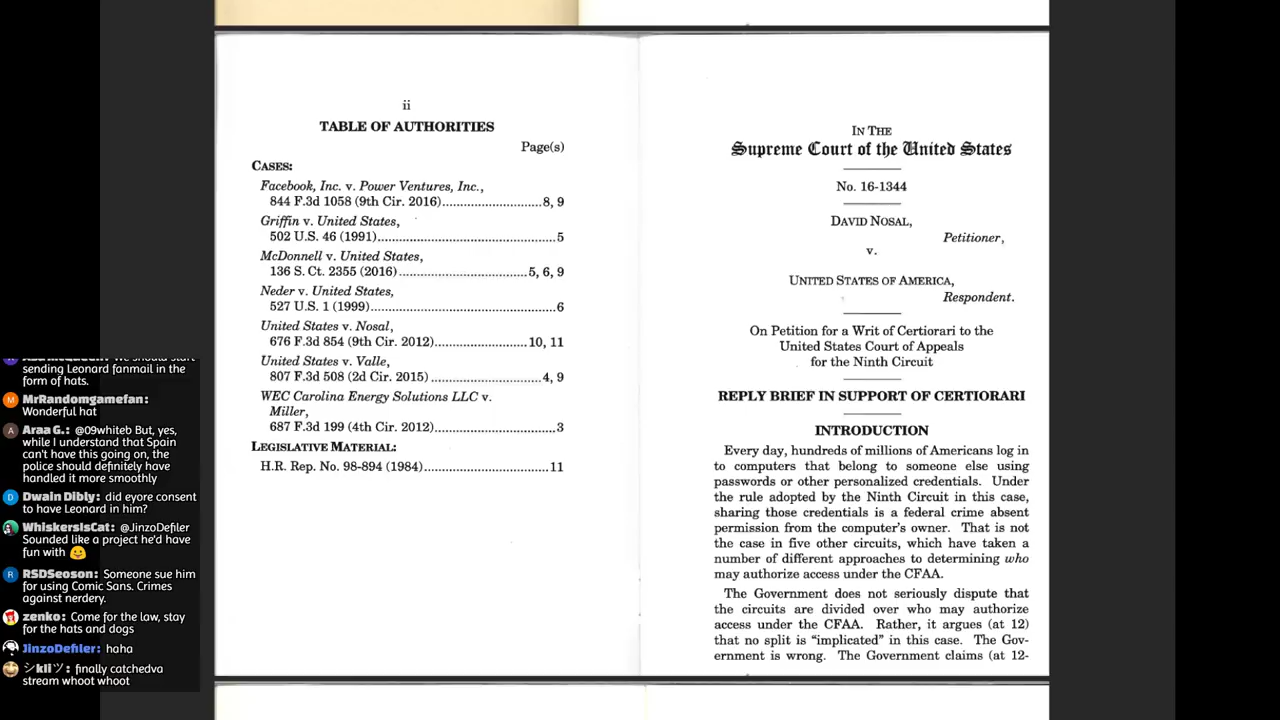 ii
TABLE OF AUTHORITIES
Page(s)
CASES:
Facebook, Inc. v. Power Ventures, Inc.,
844 F.3d 1058 (9th Cir. 2016)..............................8, 9
Griffin v. United States,
502 U.S. 46 (1991)......................................................5
McDonnell v. United States,
136 S. Ct. 2355 (2016).......................................5, 6, 9
Neder v. United States,
527 U.S. 1 (1999)........................................................6
United States v. Nosal,
676 F.3d 854 (9th Cir. 2012)..............................10, 11
United States v. Valle,
807 F.3d 508 (2d Cir. 2015) ......................................4, 9
WEC Carolina Energy Solutions LLC v.
Miller,
687 F.3d 199 (4th Cir. 2012).....................................3
LEGISLATIVE MATERIAL:
H.R. Rep. No. 98-894 (1984)......................................11
IN THE
Supreme Court of the United States
No. 16-1344
DAVID NOSAL,
Petitioner,
v.
UNITED STATES OF AMERICA,
Respondent.
On Petition for a Writ of Certiorari to the
United States Court of Appeals
for the Ninth Circuit
REPLY BRIEF IN SUPPORT OF CERTIORARI
INTRODUCTION
Every day, hundreds of millions of Americans log in
to computers that belong to someone else using
passwords or other personalized credentials. Under
the rule adopted by the Ninth Circuit in this case,
sharing those credentials is a federal crime absent
permission from the computer's owner. That is not
the case in five other circuits, which have taken a
number of different approaches to determining who
may authorize access under the CFAA.
The Government does not seriously dispute that
the circuits are divided over who may authorize
access under the CFAA. Rather, it argues (at 12)
that no split is “implicated” in this case. The Gov-
ernment is wrong. The Government claims (at 12-
We should start
sending Leonard fanmail in the
form of hats.
MrRandomgamefan:
Wonderful hat
Araa G.: @09whiteb But, yes,
while I understand that Spain
can't have this going on, the
police should definitely have
handled it more smoothly
Dwain Dibly: did eyore consent
to have Leonard in him?
WhiskersIsCat: @JinzoDefiler
Sounded like a project he'd have
fun with 🤗
RSDSeoson: Someone sue him
for using Comic Sans. Crimes
against nerdery.
zenko: Come for the law, stay
for the hats and dogs
JinzoDefiler: haha
シkiiツ: finally catchedva
stream whoot whoot